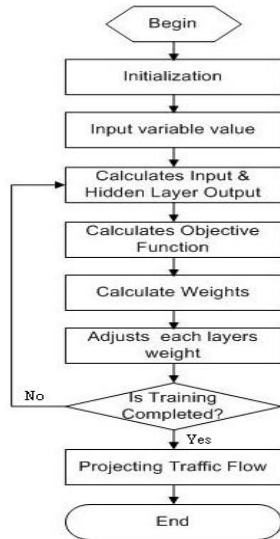 Begin
Initialization
Input variable value
Calculates Input &
Hidden Layer Output
Calculates Objective
Function
Calculate Weights
Adjusts each layers
weight
Is Training
Completed?
No
Yes
Projecting Traffic Flow
End